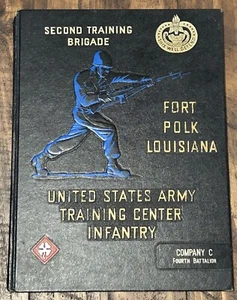 SECOND TRAINING
BRIGADE
FORT
POLK
LOUISIANA
UNITED STATES ARMY
TRAINING CENTER
INFANTRY
COMPANY C
FOURTH BATTALION